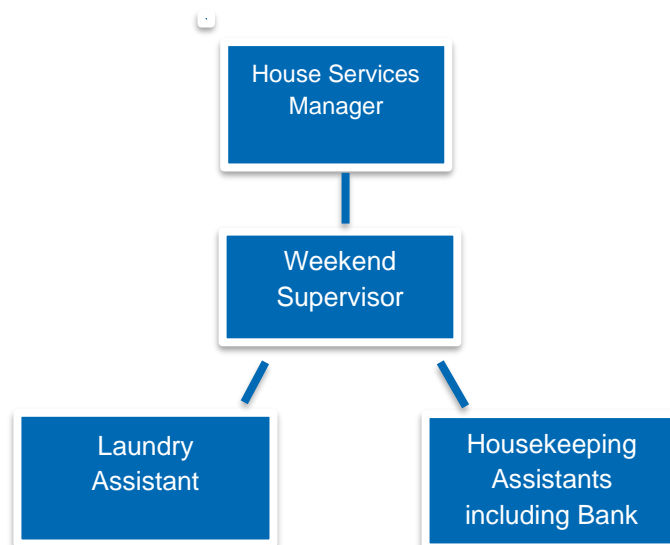 House Services
Manager
Weekend
Supervisor
Laundry
Assistant
Housekeeping
Assistants
including Bank